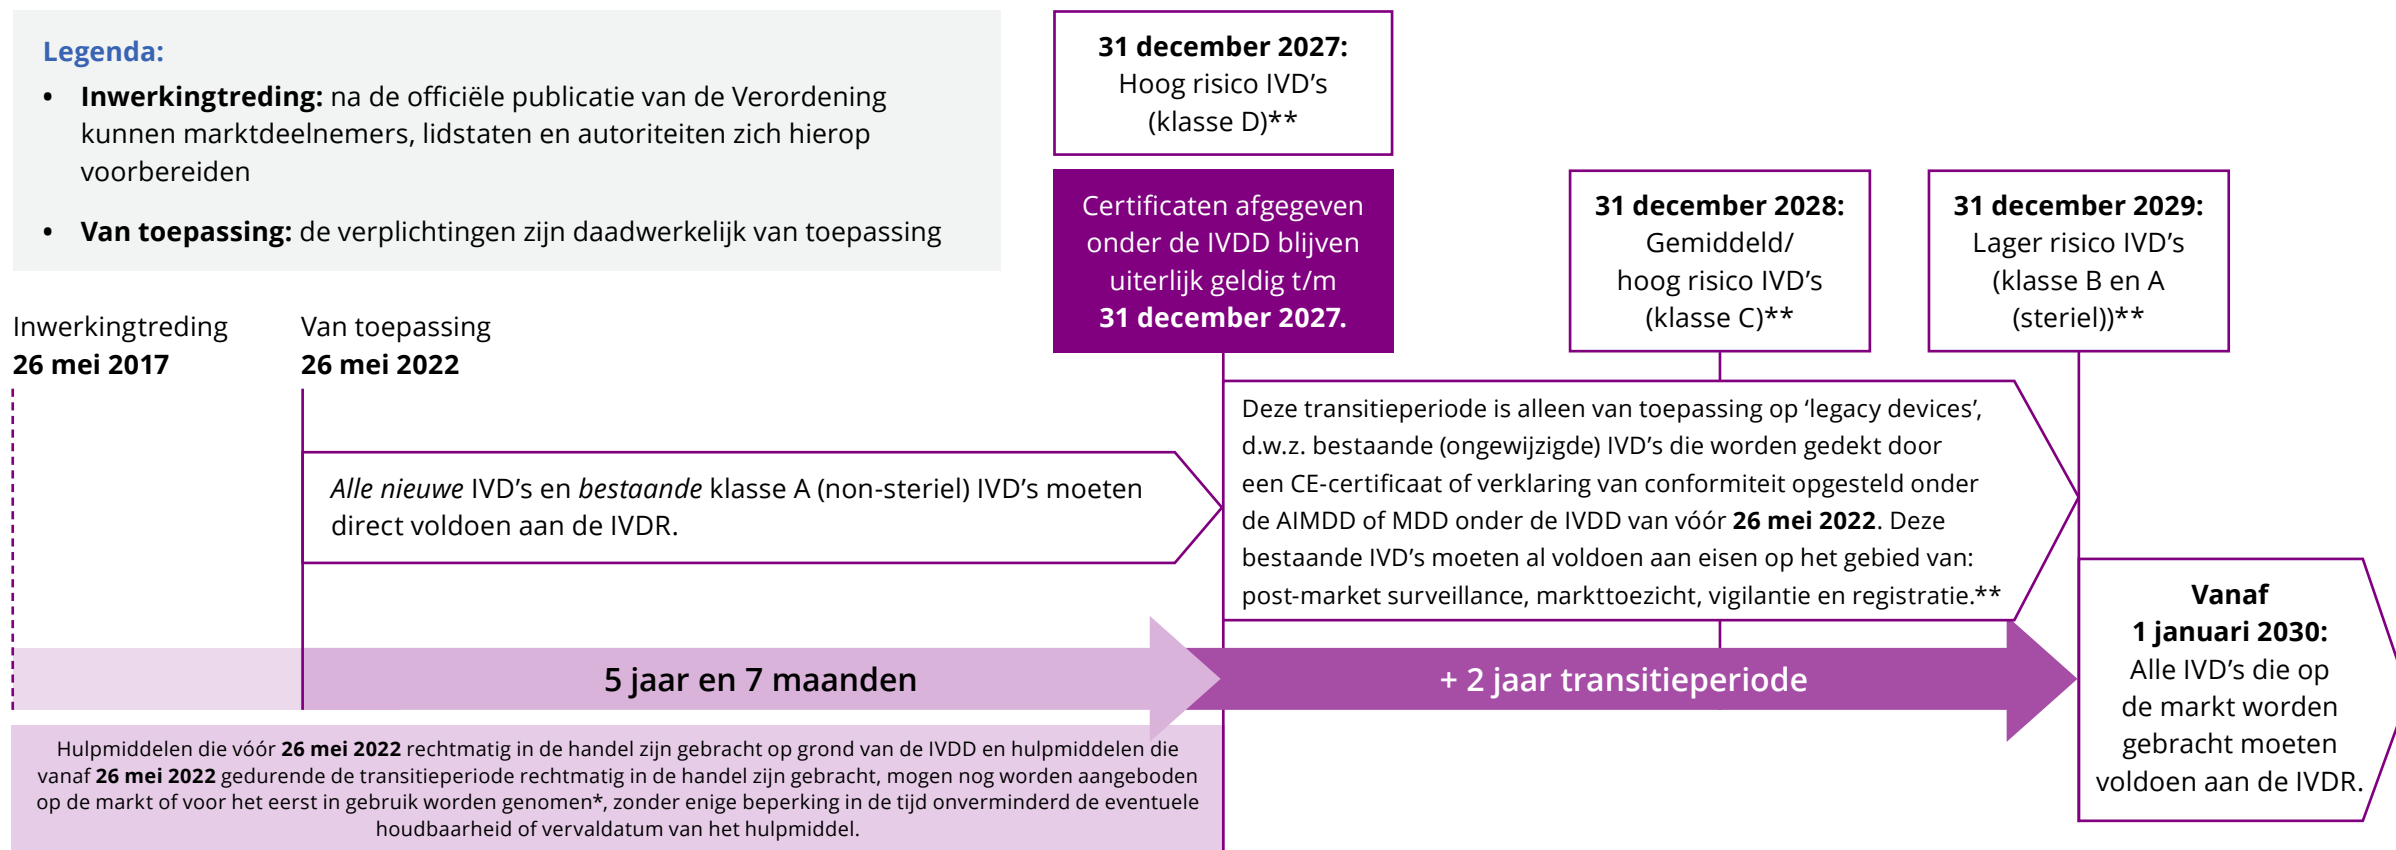 Legenda:
• Inwerkingtreding: na de officiële publicatie van de Verordening
kunnen marktdeelnemers, lidstaten en autoriteiten zich hierop
voorbereiden
• Van toepassing: de verplichtingen zijn daadwerkelijk van toepassing
31 december 2027:
Hoog risico IVD’s
(klasse D)**
Certificaten afgegeven
onder de IVDD blijven
uiterlijk geldig t/m
31 december 2027.
31 december 2028:
Gemiddeld/
hoog risico IVD’s
(klasse C)**
31 december 2029:
Lager risico IVD’s
(klasse B en A
(steriel))**
Inwerkingtreding
26 mei 2017
Van toepassing
26 mei 2022
Alle nieuwe IVD’s en bestaande klasse A (non-steriel) IVD’s moeten
direct voldoen aan de IVDR.
Deze transitieperiode is alleen van toepassing op ‘legacy devices’,
d.w.z. bestaande (ongewijzigde) IVD’s die worden gedekt door
een CE-certificaat of verklaring van conformiteit opgesteld onder
de AIMDD of MDD onder de IVDD van vóór 26 mei 2022. Deze
bestaande IVD’s moeten al voldoen aan eisen op het gebied van:
post-market surveillance, markttoezicht, vigilantie en registratie.**
Vanaf
1 januari 2030:
Alle IVD’s die op
de markt worden
gebracht moeten
voldoen aan de IVDR.
5 jaar en 7 maanden
+ 2 jaar transitieperiode
Hulpmiddelen die vóór 26 mei 2022 rechtmatig in de handel zijn gebracht op grond van de IVDD en hulpmiddelen die
vanaf 26 mei 2022 gedurende de transitieperiode rechtmatig in de handel zijn gebracht, mogen nog worden aangeboden
op de markt of voor het eerst in gebruik worden genomen*, zonder enige beperking in de tijd onverminderd de eventuele
houdbaarheid of vervaldatum van het hulpmiddel.